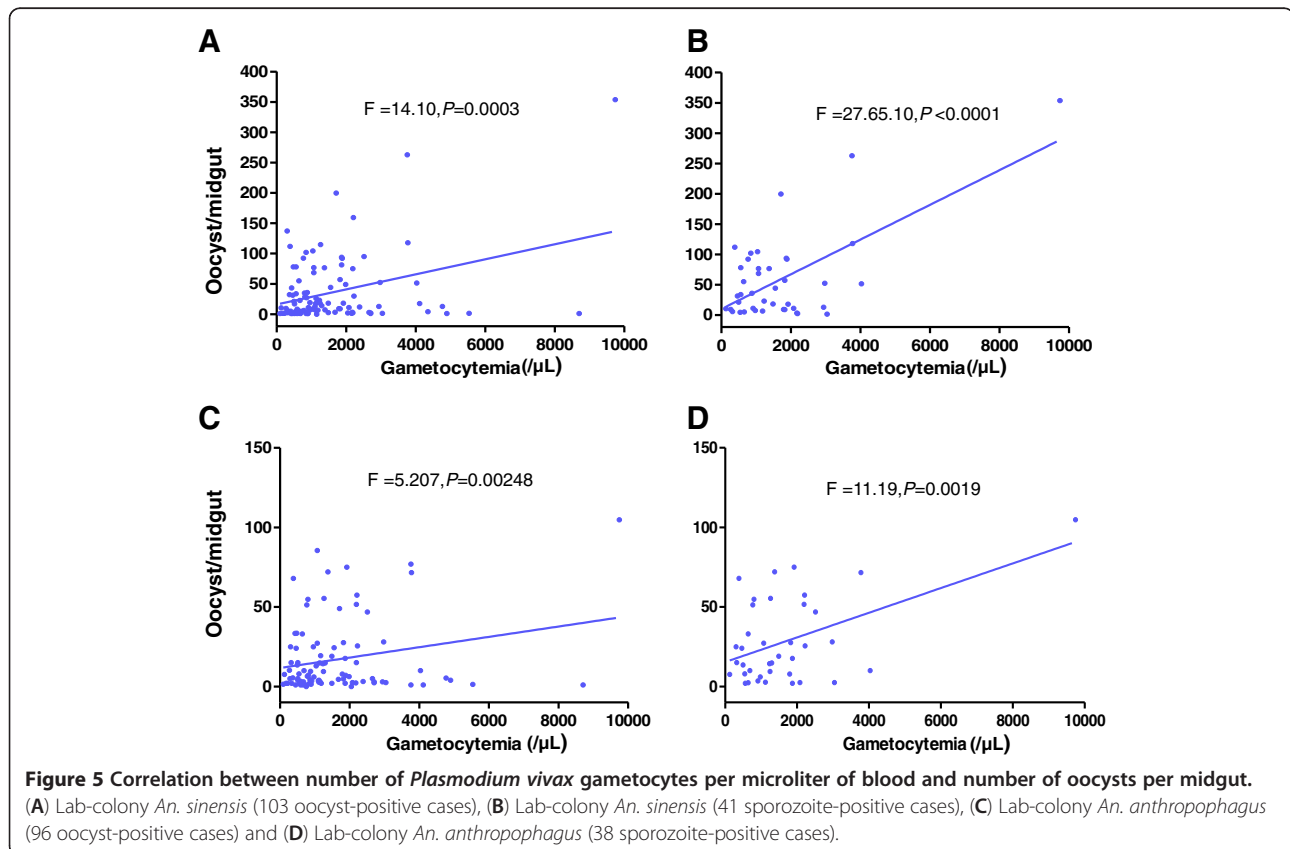 A
B
400
350
300
250
200
150
100
50
0
Oocyst/midgut
F =14.10,P=0.0003
0 2000 4000 6000 8000 10000
Gametocytemia(/µL)
400
350
300
250
200
150
100
50
0
F =27.65.10,P <0.0001
0 2000 4000 6000 8000 10000
Gametocytemia(/µL)
C
D
150
100
50
0
Oocyst/midgut
F =5.207,P=0.00248
0 2000 4000 6000 8000 10000
Gametocytemia (/µL)
150
100
50
0
F =11.19,P=0.0019
0 2000 4000 6000 8000 10000
Gametocytemia (/µL)
Figure 5 Correlation between number of Plasmodium vivax gametocytes per microliter of blood and number of oocysts per midgut.
(A) Lab-colony An. sinensis (103 oocyst-positive cases), (B) Lab-colony An. sinensis (41 sporozoite-positive cases), (C) Lab-colony An. anthropophagus
(96 oocyst-positive cases) and (D) Lab-colony An. anthropophagus (38 sporozoite-positive cases).